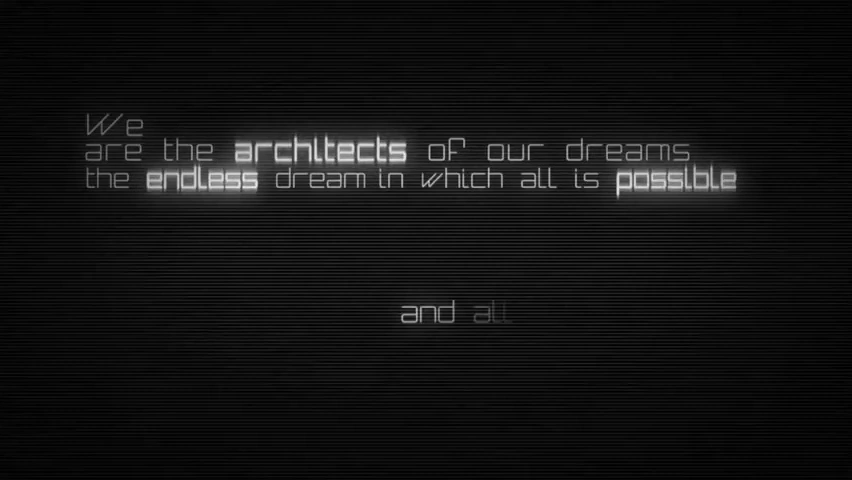 We
are the architects of our dreams
the endless dream in which all is possible
and all